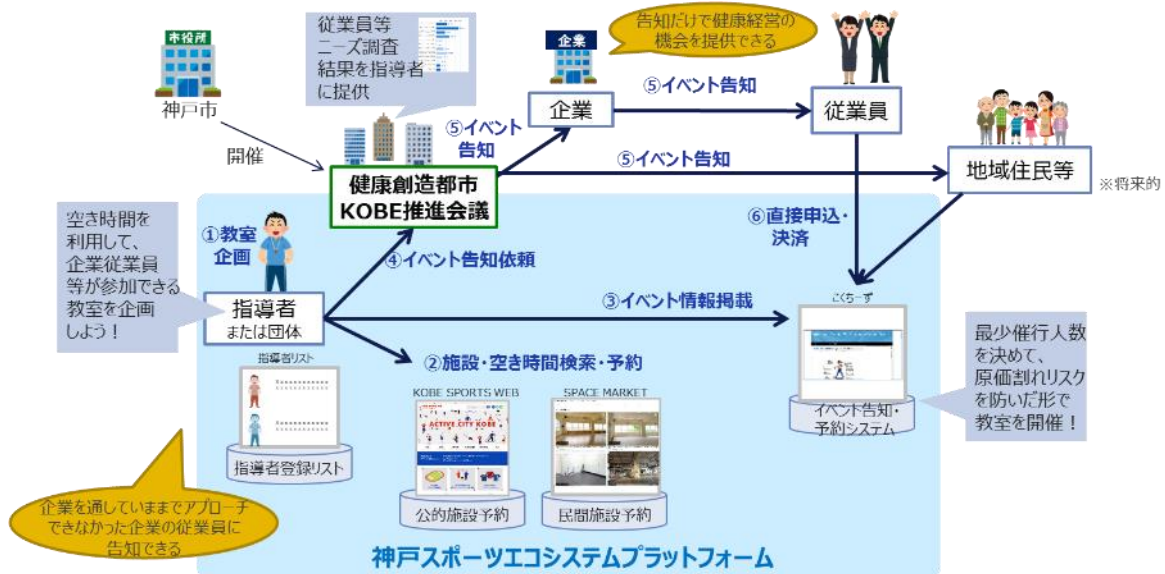 市役所
神戸市
開催
従業員等
ニーズ調査
結果を指導者
に提供
企業
企業
告知だけで健康経営の
機会を提供できる
⑤イベント告知
従業員
⑤イベント
告知
⑤イベント告知
地域住民等
※将来的
健康創造都市
KOBE推進会議
空き時間を
利用して、
企業従業員
等が参加できる
教室を企画
しよう！
①教室
企画
④イベント告知依頼
⑥直接申込・
決済
指導者
または団体
③イベント情報掲載
こくちーず
イベント告知・
予約システム
最少催行人数
を決めて、
原価割れリスク
を防いだ形で
教室を開催！
②施設・空き時間検索・予約
指導者リスト
指導者登録リスト
KOBE SPORTS WEB
ACTIVE CITY KOBE
公的施設予約
SPACE MARKET
民間施設予約
企業を通していままでアプローチ
できなかった企業の従業員に
告知できる
神戸スポーツエコシステムプラットフォーム